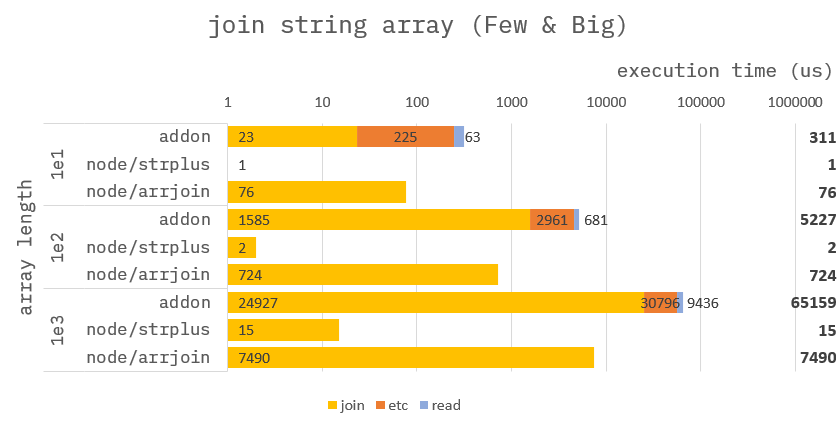 join string array (Few & Big)
execution time (us)
1 10 100 1000 10000 100000 1000000
array length
1e1
addon 23 225 63 311
node/strplus 1 1
node/arrjoin 76 76
1e2
addon 1585 2961 681 5227
node/strplus 2 2
node/arrjoin 724 724
1e3
addon 24927 30796 9436 65159
node/strplus 15 15
node/arrjoin 7490 7490
join etc read